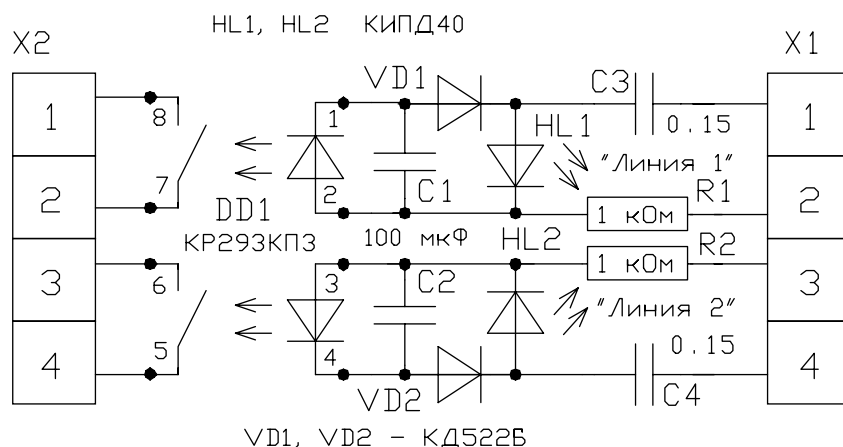 HL1, HL2 КИПД40
X2
X1
VD1
C3
1
8
1
HL1
0.15
1
"Линия 1"
2
7
2
C1
R1
1 кОм
2
DD1
КР293КП3
100 мкФ
HL2
R2
1 кОм
3
6
3
C2
3
"Линия 2"
0.15
4
5
4
VD2
C4
4
VD1, VD2 - КД522Б